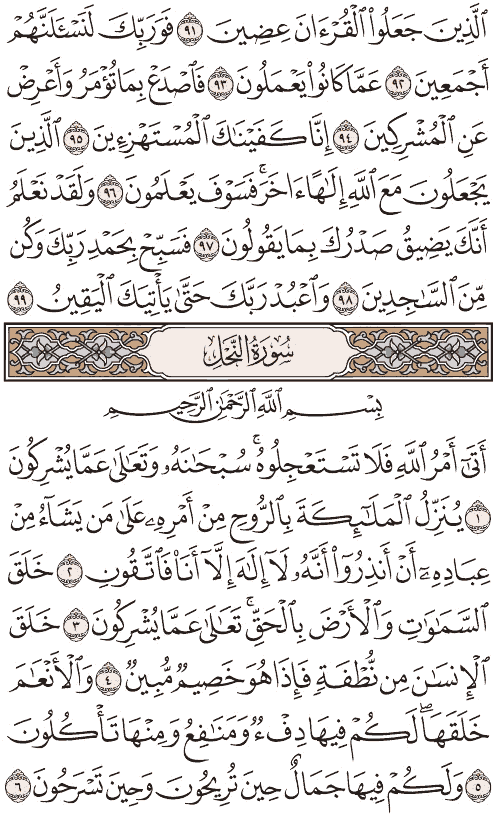 ٱلَّذِينَ جَعَلُوا۟ ٱلْقُرْءَانَ عِضِينَ ٩١ فَوَرَبِّكَ لَنَسْـَٔلَنَّهُمْ
أَجْمَعِينَ ٩٢ عَمَّا كَانُوا۟ يَعْمَلُونَ ٩٣ فَٱصْدَعْ بِمَا تُؤْمَرُ وَأَعْرِضْ
عَنِ ٱلْمُشْرِكِينَ ٩٤ إِنَّا كَفَيْنَـٰكَ ٱلْمُسْتَهْزِءِينَ ٩٥ ٱلَّذِينَ
يَجْعَلُونَ مَعَ ٱللَّهِ إِلَـٰهًا ءَاخَرَ ۚ فَسَوْفَ يَعْلَمُونَ ٩٦ وَلَقَدْ نَعْلَمُ
أَنَّكَ يَضِيقُ صَدْرُكَ بِمَا يَقُولُونَ ٩٧ فَسَبِّحْ بِحَمْدِ رَبِّكَ وَكُن
مِّنَ ٱلسَّـٰجِدِينَ ٩٨ وَٱعْبُدْ رَبَّكَ حَتَّىٰ يَأْتِيَكَ ٱلْيَقِينُ ٩٩
سُورَةُ النَّحْلِ
بِسْمِ ٱللَّهِ ٱلرَّحْمَـٰنِ ٱلرَّحِيمِ
أَتَىٰٓ أَمْرُ ٱللَّهِ فَلَا تَسْتَعْجِلُوهُ ۚ سُبْحَـٰنَهُۥ وَتَعَـٰلَىٰ عَمَّا يُشْرِكُونَ
١ يُنَزِّلُ ٱلْمَلَـٰٓئِكَةَ بِٱلرُّوحِ مِنْ أَمْرِهِۦ عَلَىٰ مَن يَشَآءُ مِنْ
عِبَادِهِۦٓ أَنْ أَنذِرُوٓا۟ أَنَّهُۥ لَآ إِلَـٰهَ إِلَّآ أَنَا۠ فَٱتَّقُونِ ٢ خَلَقَ
ٱلسَّمَـٰوَٰتِ وَٱلْأَرْضَ بِٱلْحَقِّ ۚ تَعَـٰلَىٰ عَمَّا يُشْرِكُونَ ٣ خَلَقَ
ٱلْإِنسَـٰنَ مِن نُّطْفَةٍ فَإِذَا هُوَ خَصِيمٌ مُّبِينٌ ٤ وَٱلْأَنْعَـٰمَ
خَلَقَهَا ۗ لَكُمْ فِيهَا دِفْءٌ وَمَنَـٰفِعُ وَمِنْهَا تَأْكُلُونَ
٥ وَلَكُمْ فِيهَا جَمَالٌ حِينَ تُرِيحُونَ وَحِينَ تَسْرَحُونَ ٦